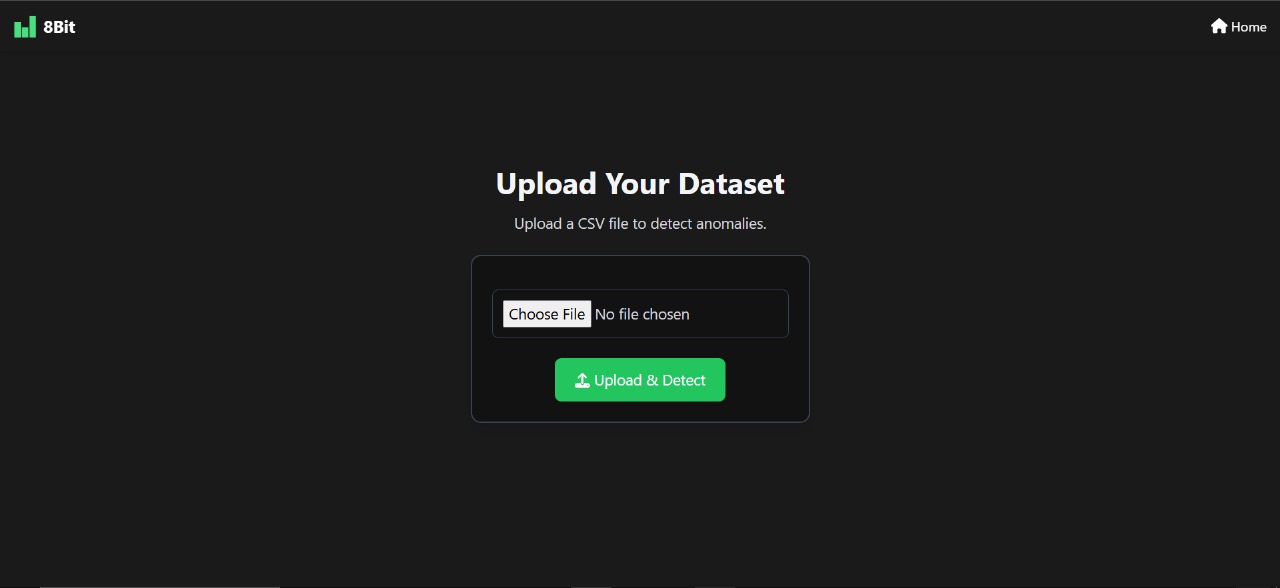 8Bit
Home
Upload Your Dataset
Upload a CSV file to detect anomalies.
Choose File No file chosen
Upload & Detect